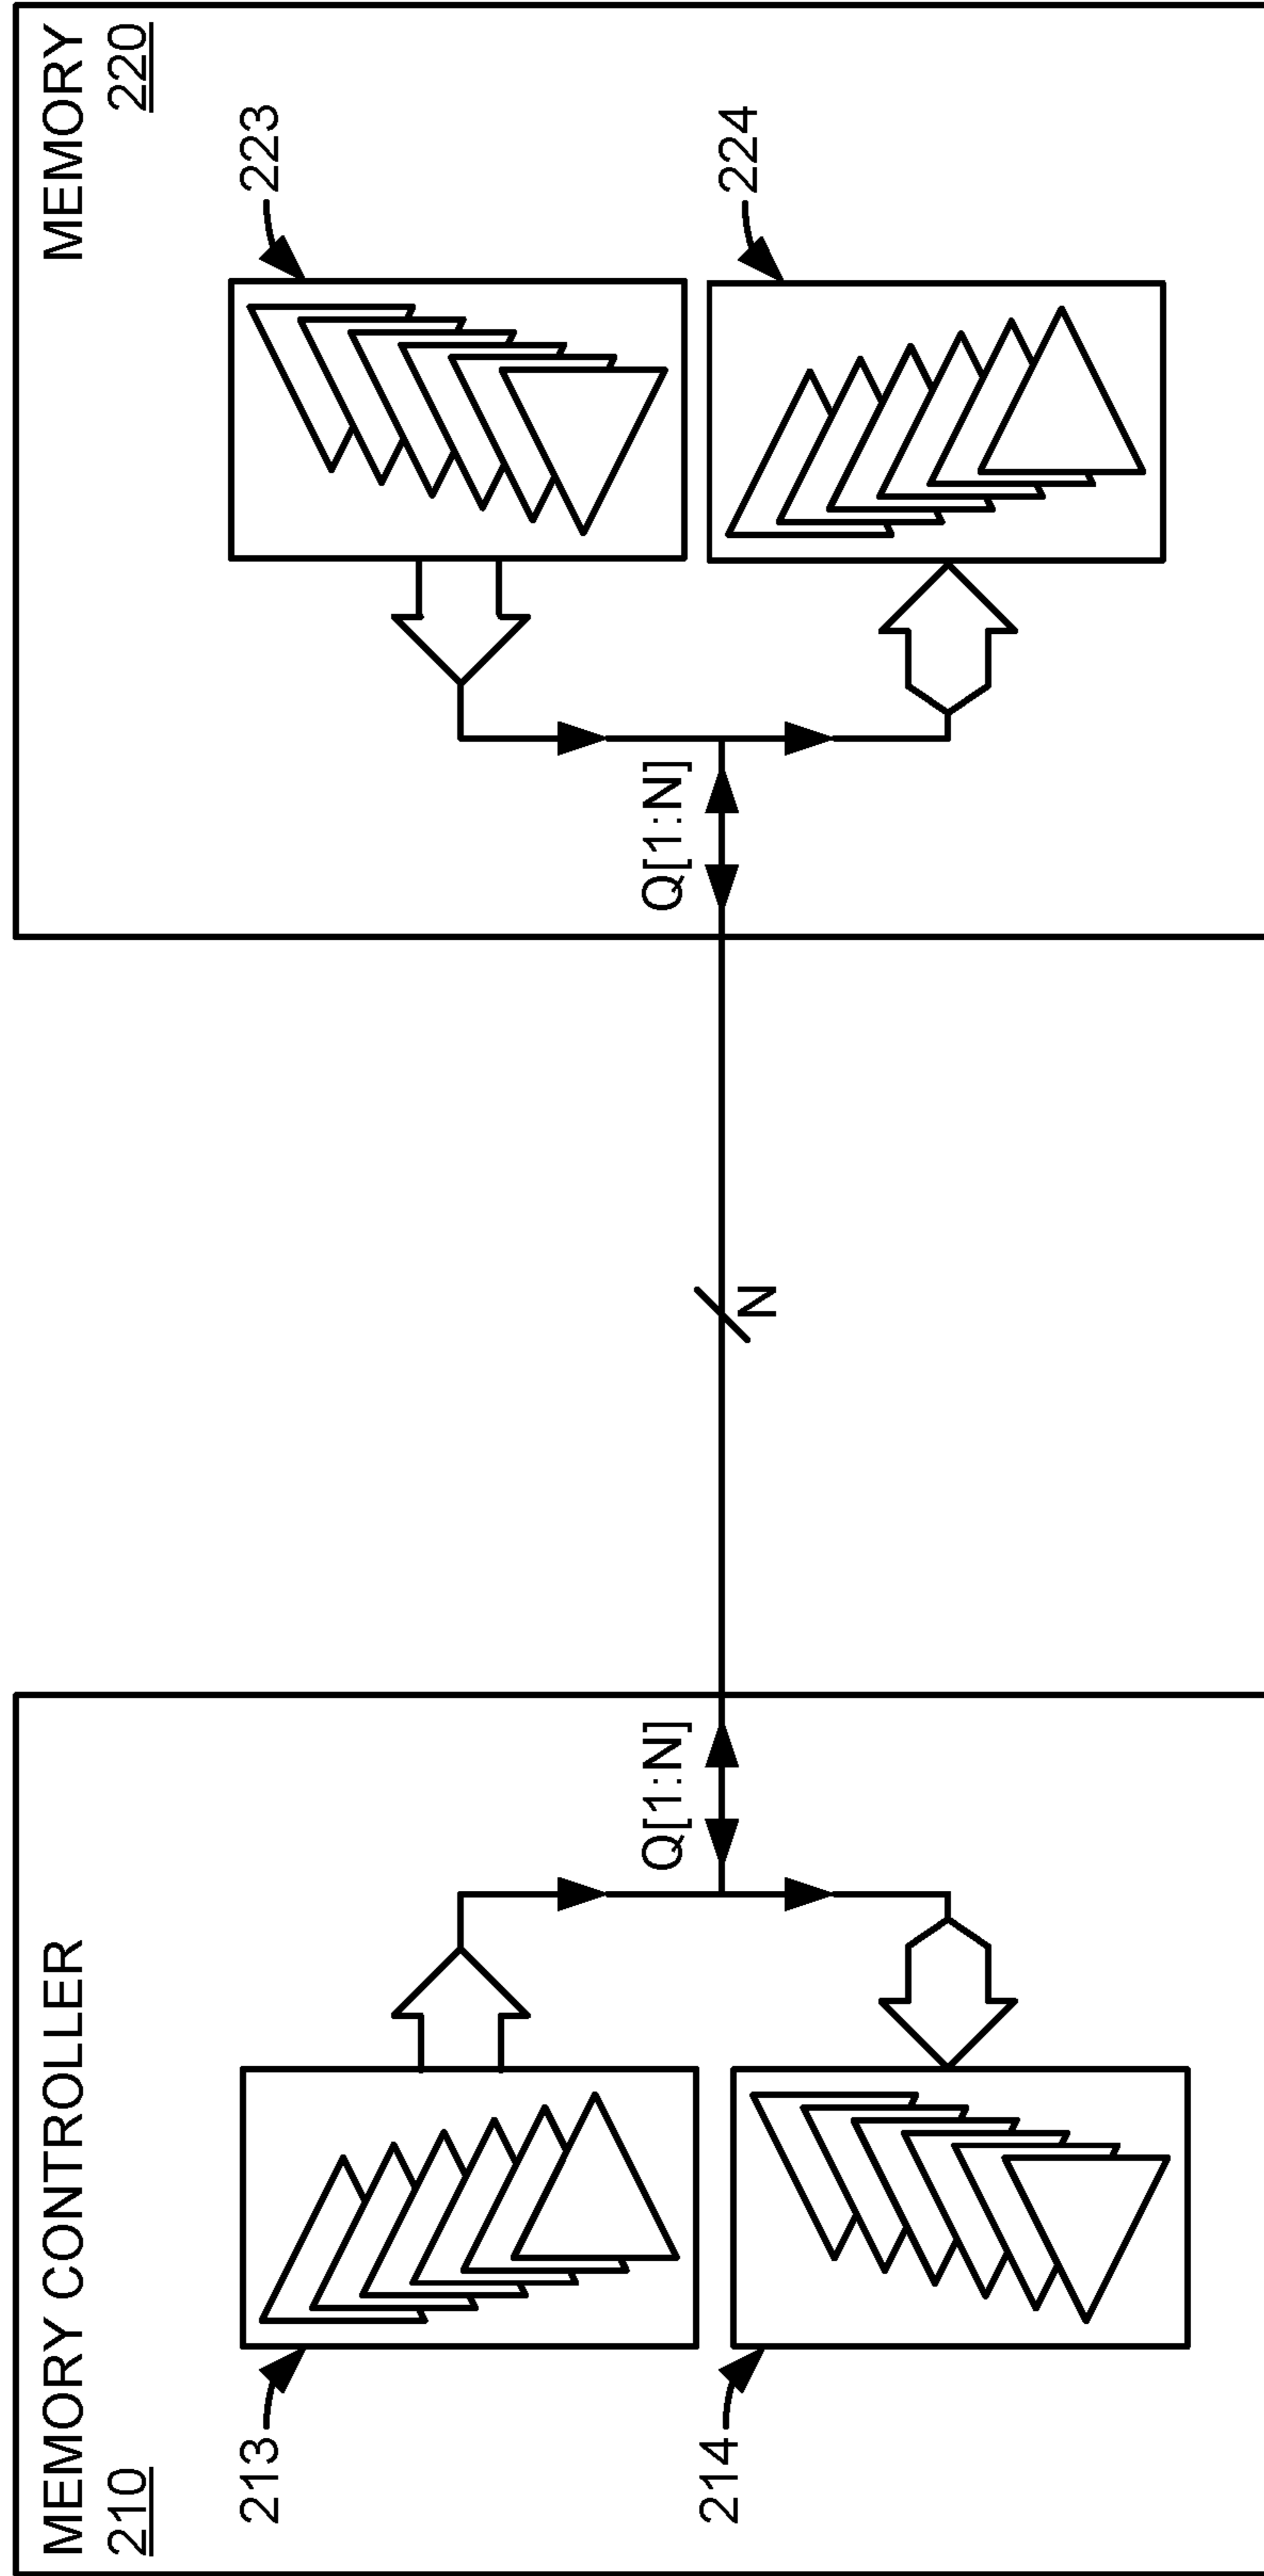 MEMORY CONTROLLER
210
213
214
Q[1:N]
N
Q[1:N]
MEMORY
220
223
224